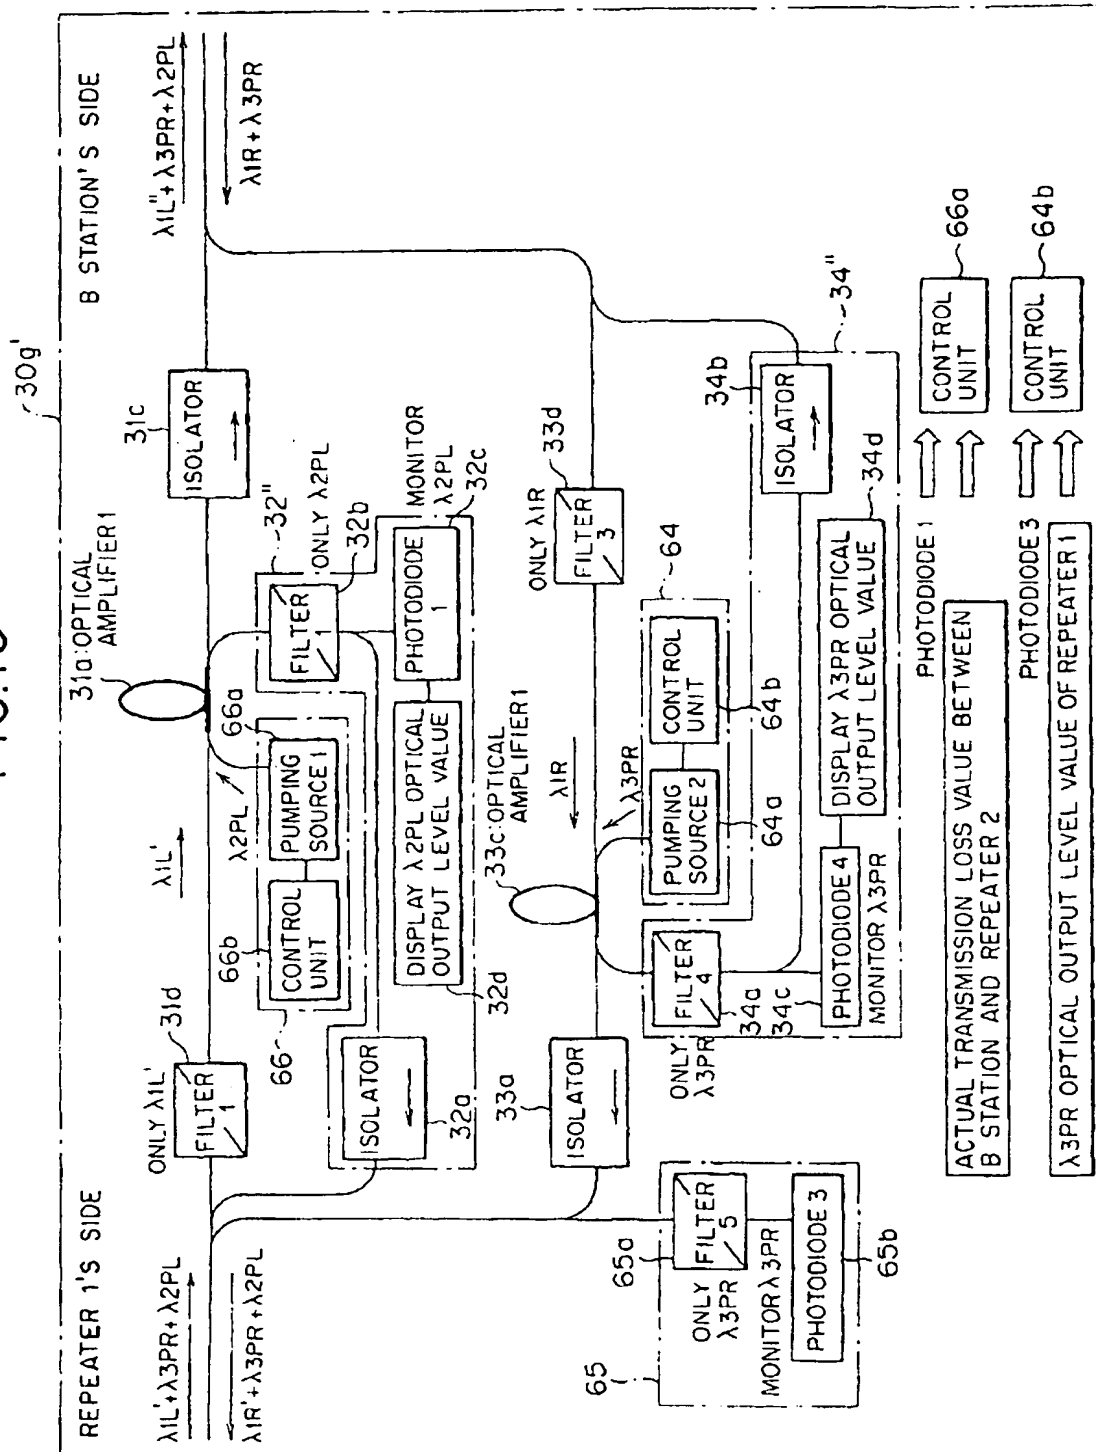 30g'
REPEATER 1'S SIDE
B STATION'S SIDE
λ1L'+λ3PR+λ2PL
λ1R'+λ3PR+λ2PL
λ1L"+λ3PR+λ2PL
λ1R+λ3PR
ONLY λ1L'
31d
FILTER
1
λ1L'
31a:OPTICAL
AMPLIFIER1
31c
ISOLATOR
λ2PL
66a
PUMPING
SOURCE 1
66b
CONTROL
UNIT
66
32"
ONLY λ2PL
FILTER
32b
MONITOR
λ2PL
32c
PHOTODIODE
1
DISPLAY λ2PL OPTICAL
OUTPUT LEVEL VALUE
32d
ISOLATOR
32a
33a
ISOLATOR
33c:OPTICAL
AMPLIFIER1
λ1R
λ3PR
ONLY λ1R
33d
FILTER
3
64
PUMPING
SOURCE 2
64a
CONTROL
UNIT
64b
ONLY
λ3PR
FILTER
4
34a
34c
PHOTODIODE 4
MONITOR λ3PR
34b
ISOLATOR
34"
34d
DISPLAY λ3PR OPTICAL
OUTPUT LEVEL VALUE
65
65a
FILTER
5
ONLY
λ3PR
MONITOR λ3PR
PHOTODIODE 3
65b
PHOTODIODE 1
ACTUAL TRANSMISSION LOSS VALUE BETWEEN
B STATION AND REPEATER 2
CONTROL
UNIT
66a
PHOTODIODE 3
λ3PR OPTICAL OUTPUT LEVEL VALUE OF REPEATER 1
CONTROL
UNIT
64b